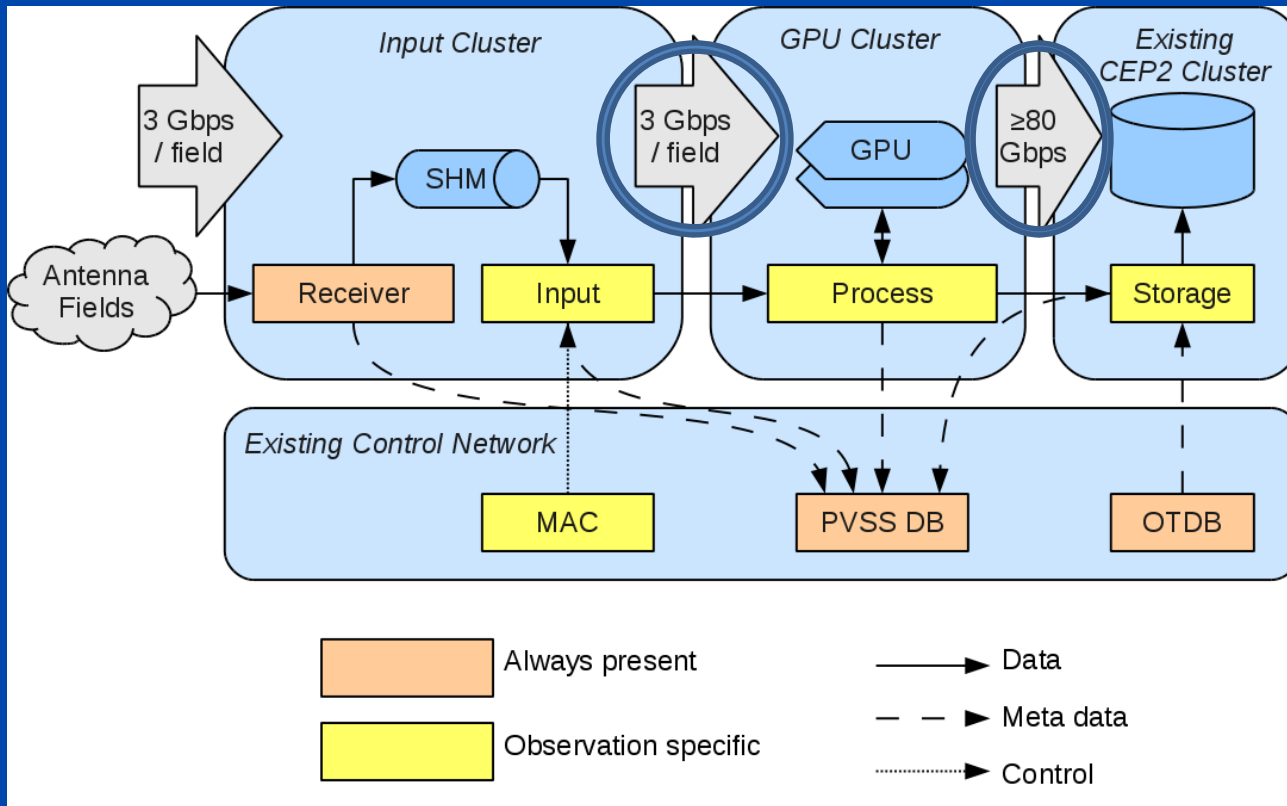 Input Cluster
GPU Cluster
Existing
CEP2 Cluster
3 Gbps
/ field
3 Gbps
/ field
≥80
Gbps
SHM
GPU
Antenna
Fields
Receiver
Input
Process
Storage
Existing Control Network
MAC
PVSS DB
OTDB
Always present
Data
Meta data
Observation specific
Control